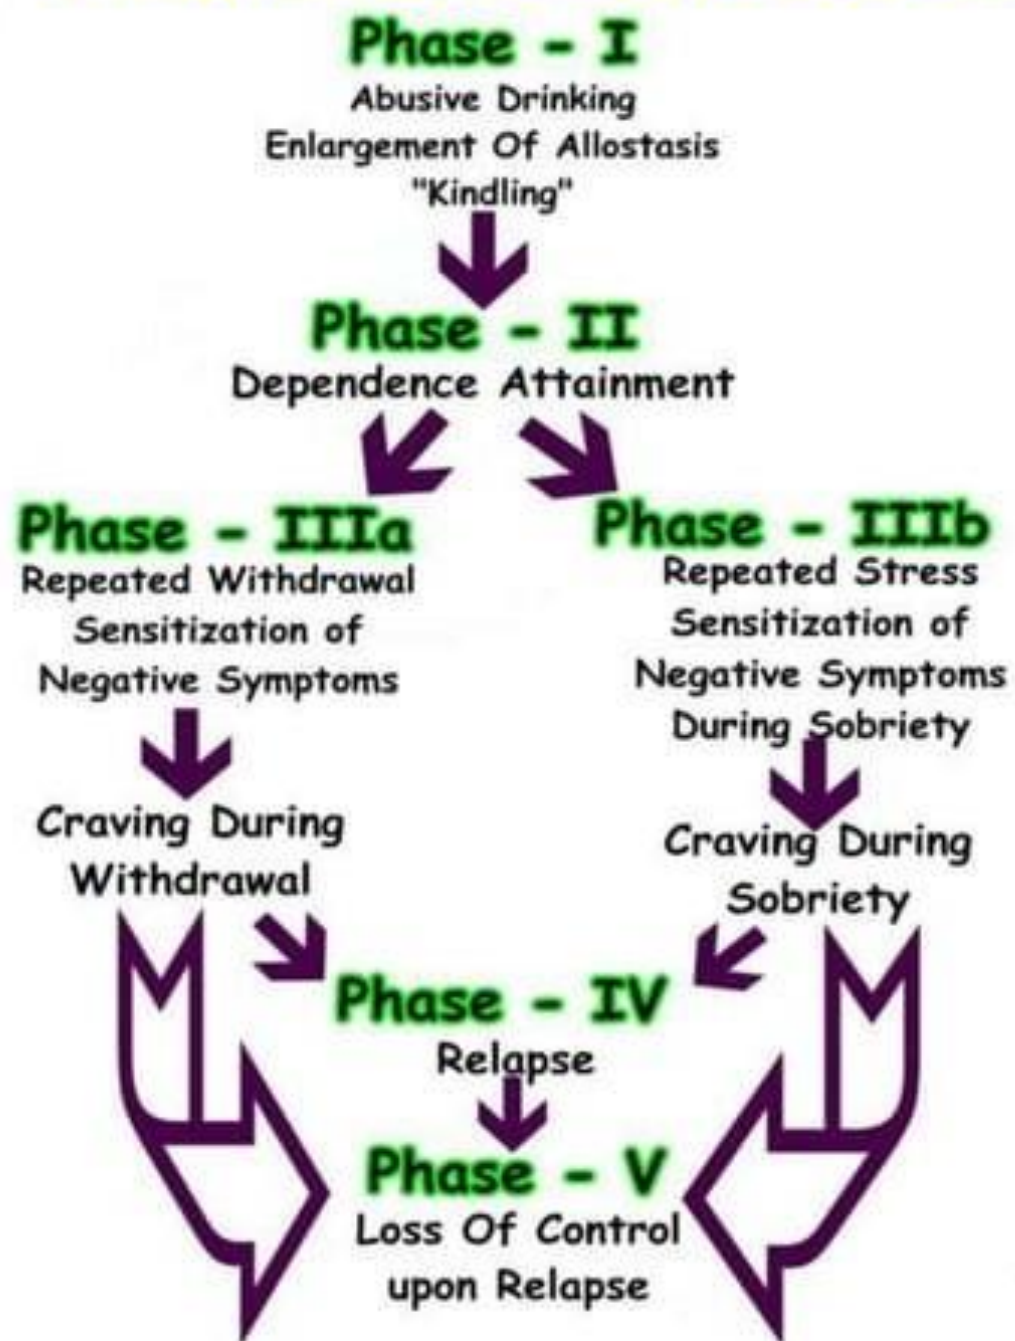 Phase - I
Abusive Drinking
Enlargement Of Allostasis
"Kindling"
Phase - II
Dependence Attainment
Phase - IIIa
Repeated Withdrawal
Sensitization of
Negative Symptoms
Craving During
Withdrawal
Phase - IIIb
Repeated Stress
Sensitization of
Negative Symptoms
During Sobriety
Craving During
Sobriety
Phase - IV
Relapse
Phase - V
Loss Of Control
upon Relapse